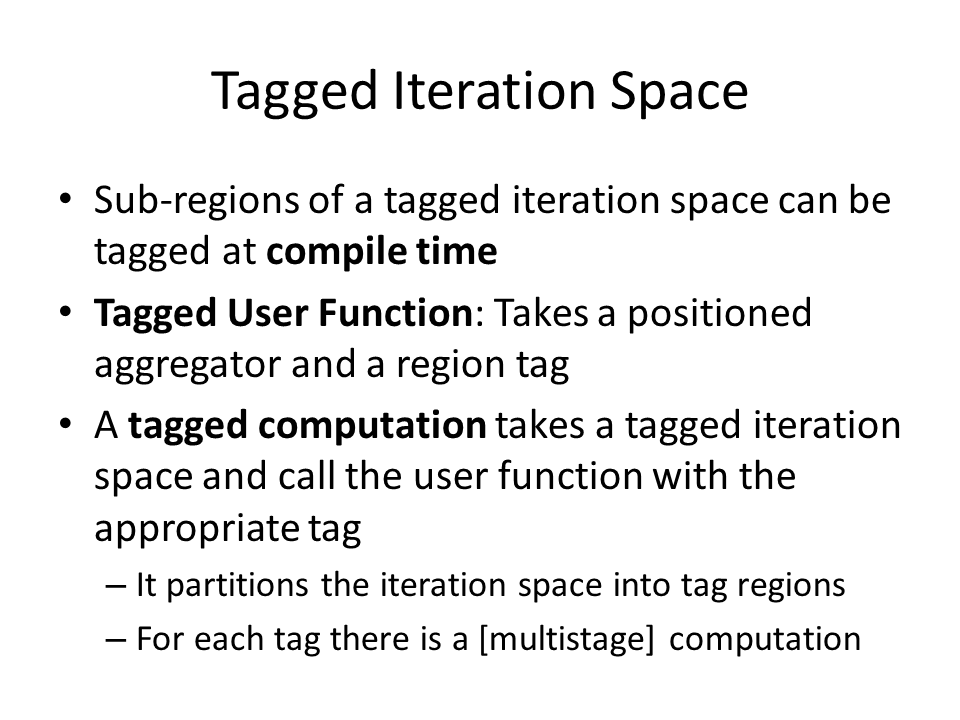 Tagged Iteration Space
• Sub-regions of a tagged iteration space can be
tagged at compile time
• Tagged User Function: Takes a positioned
aggregator and a region tag
• A tagged computation takes a tagged iteration
space and call the user function with the
appropriate tag
– It partitions the iteration space into tag regions
– For each tag there is a [multistage] computation